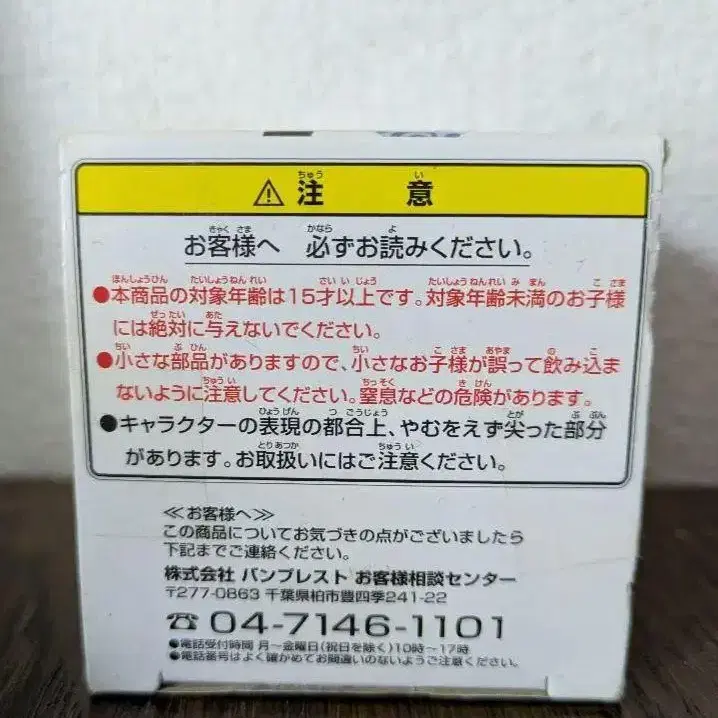 ⚠注意
お客様へ 必ずお読みください。
●本商品の対象年齢は15才以上です。対象年齢未満のお子様
には絶対に与えないでください。
●小さな部品がありますので、小さなお子様が誤って飲み込ま
ないように注意してください。窒息などの危険があります。
●キャラクターの表現の都合上、やむをえず尖った部分
があります。お取扱いにはご注意ください。
≪お客様へ≫
この商品についてお気づきの点がございましたら
下記までご連絡ください。
株式会社 バンプレスト お客様相談センター
〒277-0863 千葉県柏市豊四季241-22
☎ 04-7146-1101
●電話受付時間 月～金曜日(祝日を除く)10時～17時
●電話番号はよく確かめてお間違いのないようご注意ください。